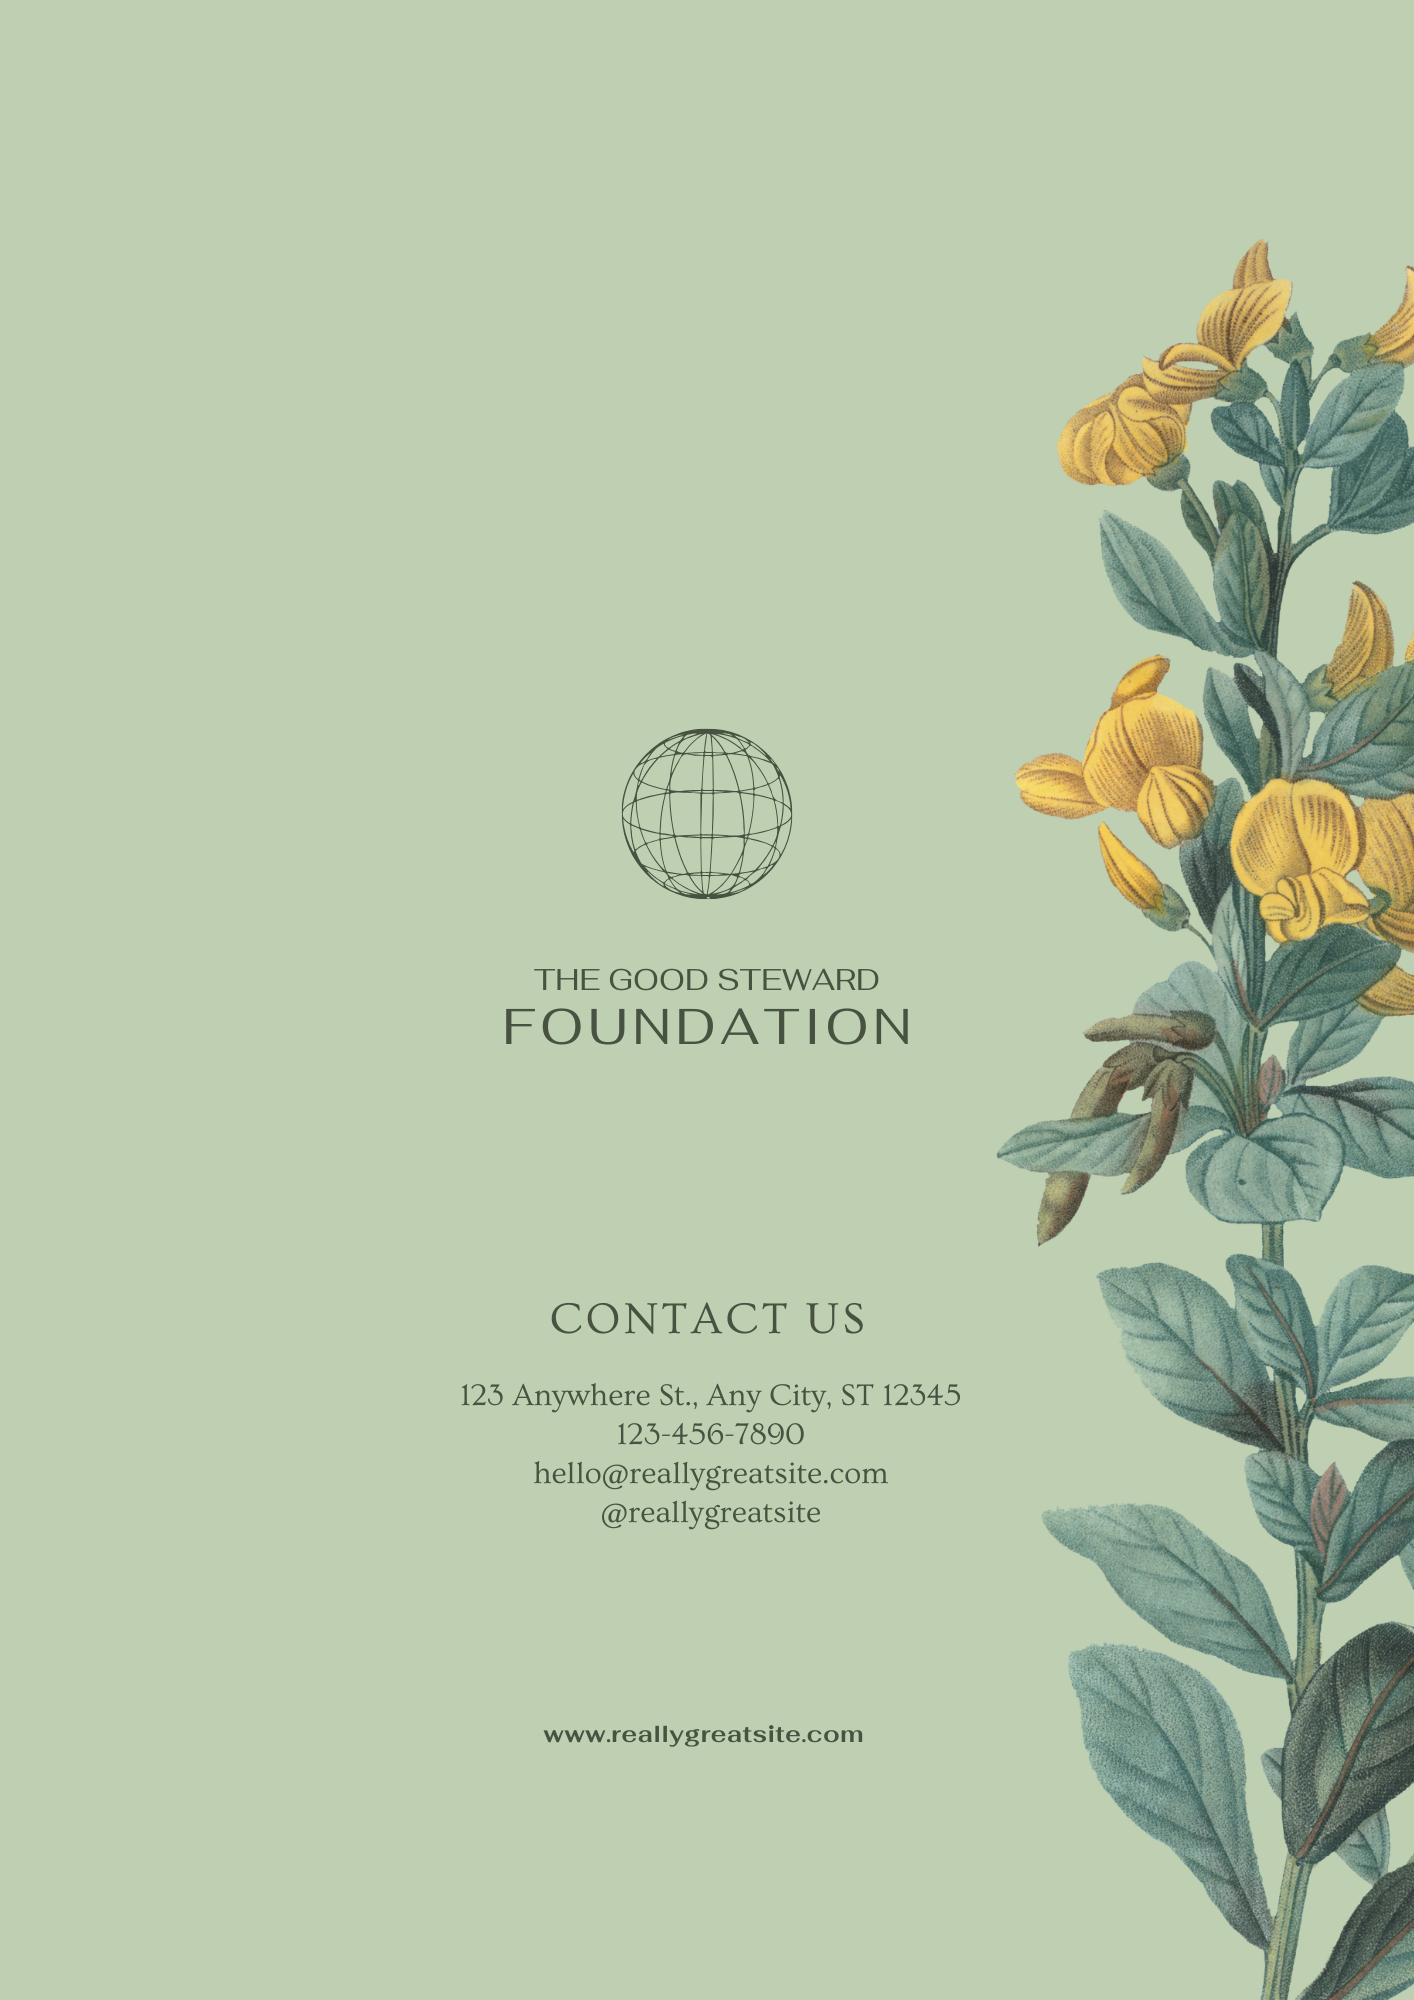 THE GOOD STEWARD
FOUNDATION
CONTACT US
123 Anywhere St., Any City, ST 12345
123-456-7890
hello@reallygreatsite.com
@reallygreatsite
www.reallygreatsite.com